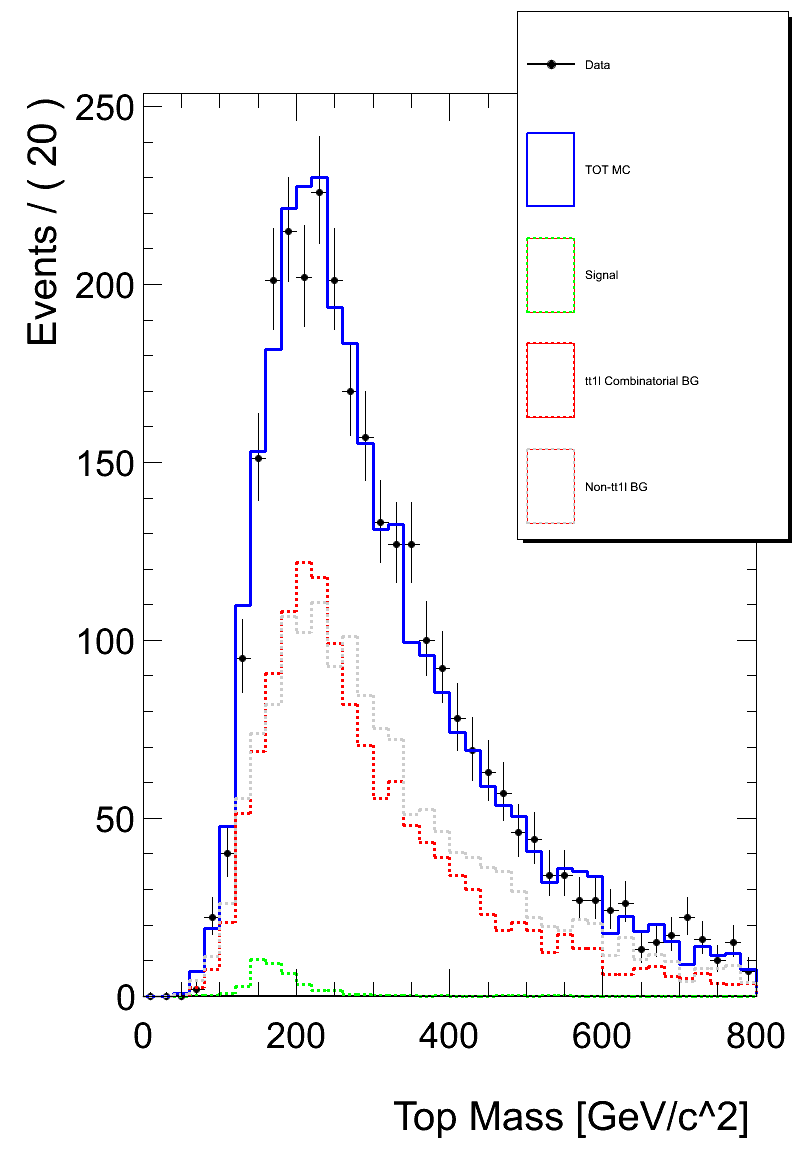 Data
TOT MC
Signal
tt1l Combinatorial BG
Non-tt1l BG
Events / ( 20 )
250
200
150
100
50
0
0 200 400 600 800
Top Mass [GeV/c^2]